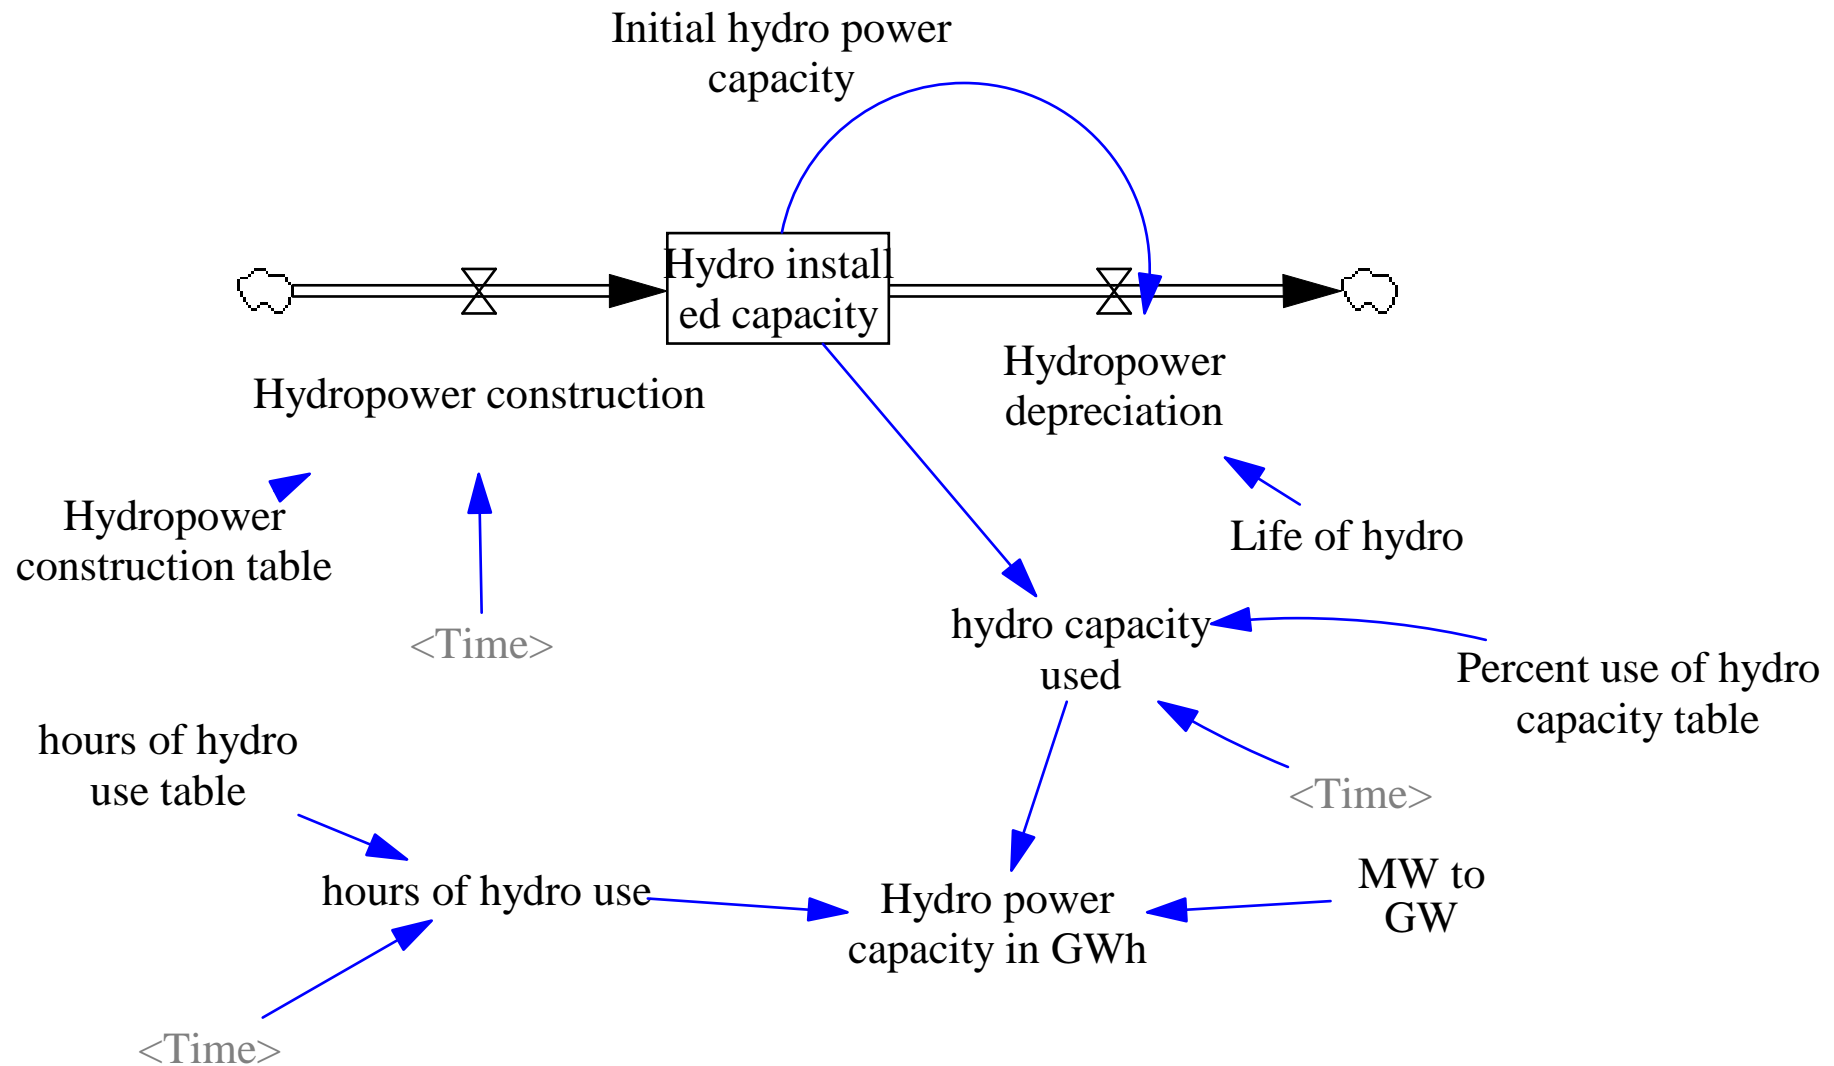 Initial hydro power
capacity
Hydro install
ed capacity
Hydropower construction
Hydropower
depreciation
Hydropower
construction table
<Time>
Life of hydro
hydro capacity
used
Percent use of hydro
capacity table
hours of hydro
use table
<Time>
hours of hydro use
Hydro power
capacity in GWh
MW to
GW
<Time>